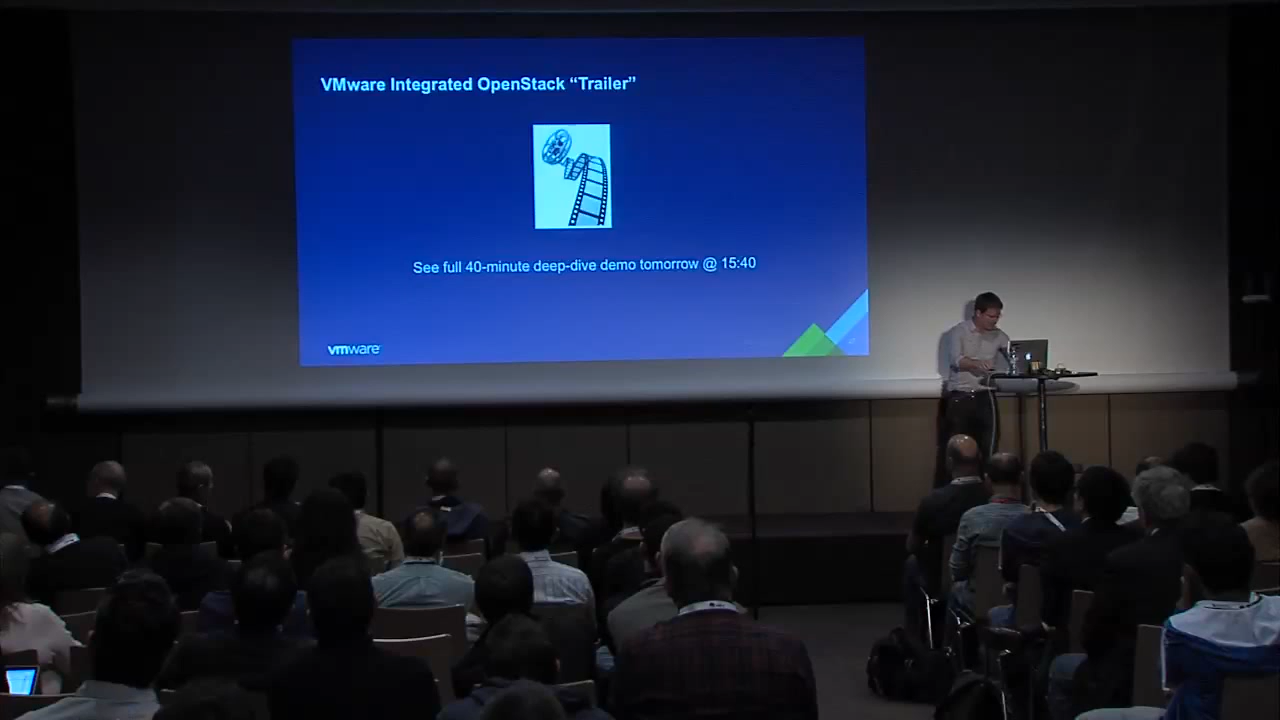 VMware Integrated OpenStack “Trailer”
See full 40-minute deep-dive demo tomorrow @ 15:40
vmware